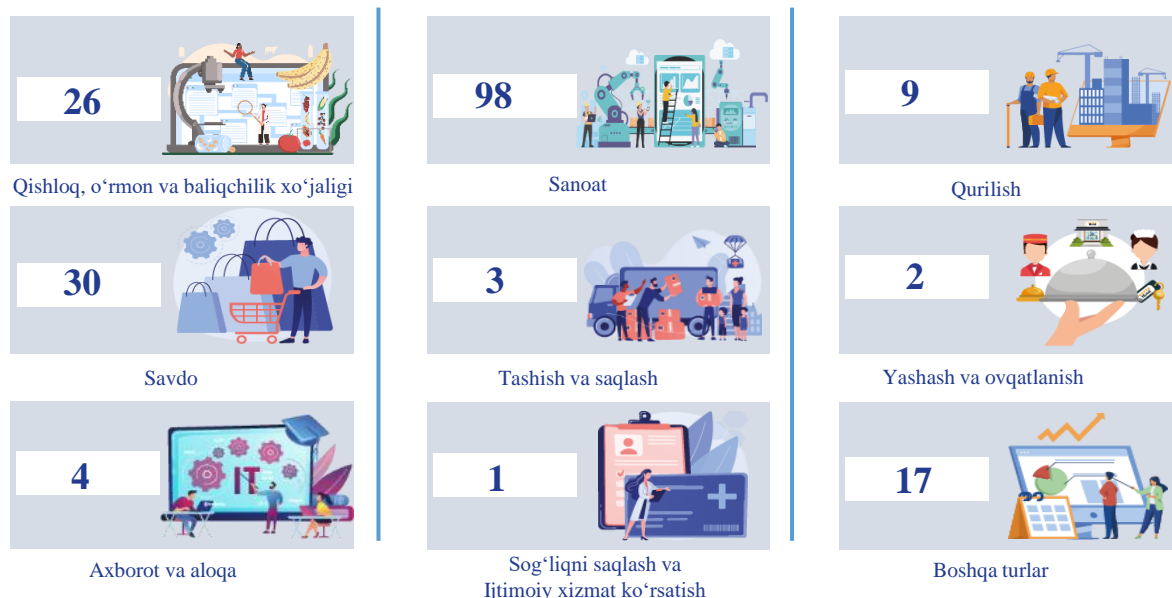 26
Qishloq, o‘rmon va baliqchilik xo‘jaligi
98
Sanoat
9
Qurilish
30
Savdo
3
Tashish va saqlash
2
Yashash va ovqatlanish
4
IT
Axborot va aloqa
1
Sog‘liqni saqlash va
Ijtimoiy xizmat ko‘rsatish
17
Boshqa turlar